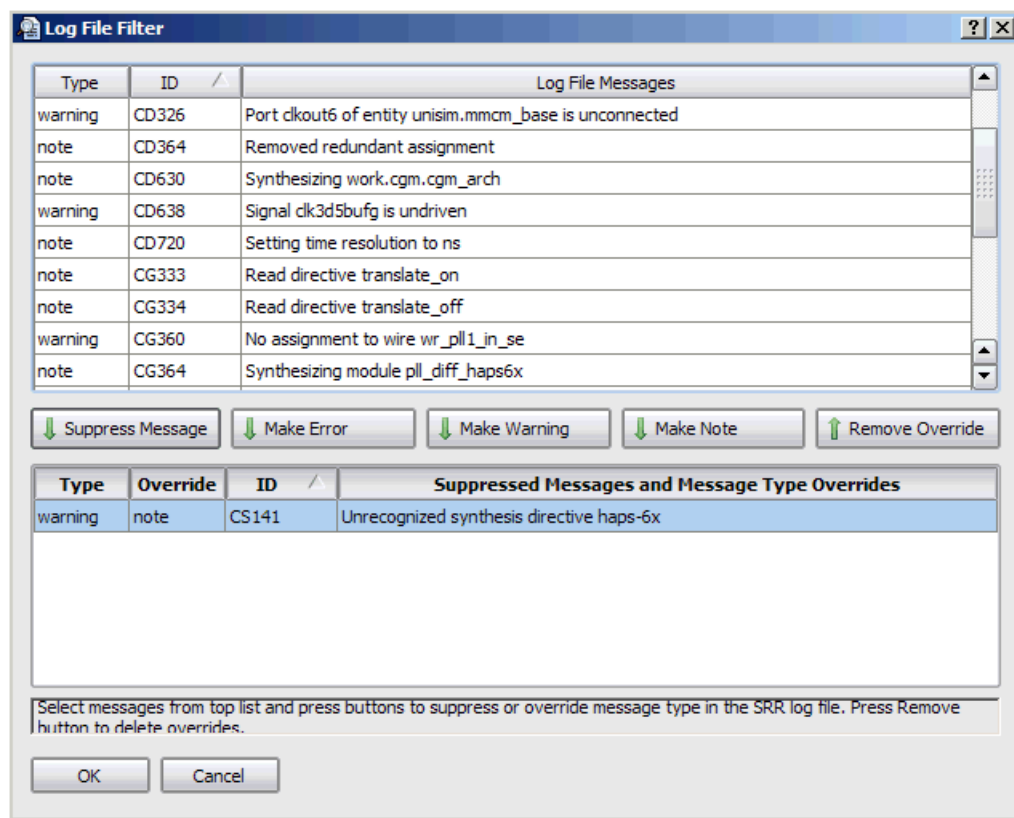 Log File Filter
Type ID Log File Messages
warning CD326 Port clkout6 of entity unisim.mmcm_base is unconnected
note CD364 Removed redundant assignment
note CD630 Synthesizing work.cgm.cgm_arch
warning CD638 Signal clk3d5bufg is undriven
note CD720 Setting time resolution to ns
note CG333 Read directive translate_on
note CG334 Read directive translate_off
warning CG360 No assignment to wire wr_pll1_in_se
note CG364 Synthesizing module pll_diff_haps6x
Suppress Message Make Error Make Warning Make Note Remove Override
Type Override ID Suppressed Messages and Message Type Overrides
warning note CS141 Unrecognized synthesis directive haps-6x
Select messages from top list and press buttons to suppress or override message type in the SRR log file. Press Remove
button to delete overrides.
OK Cancel